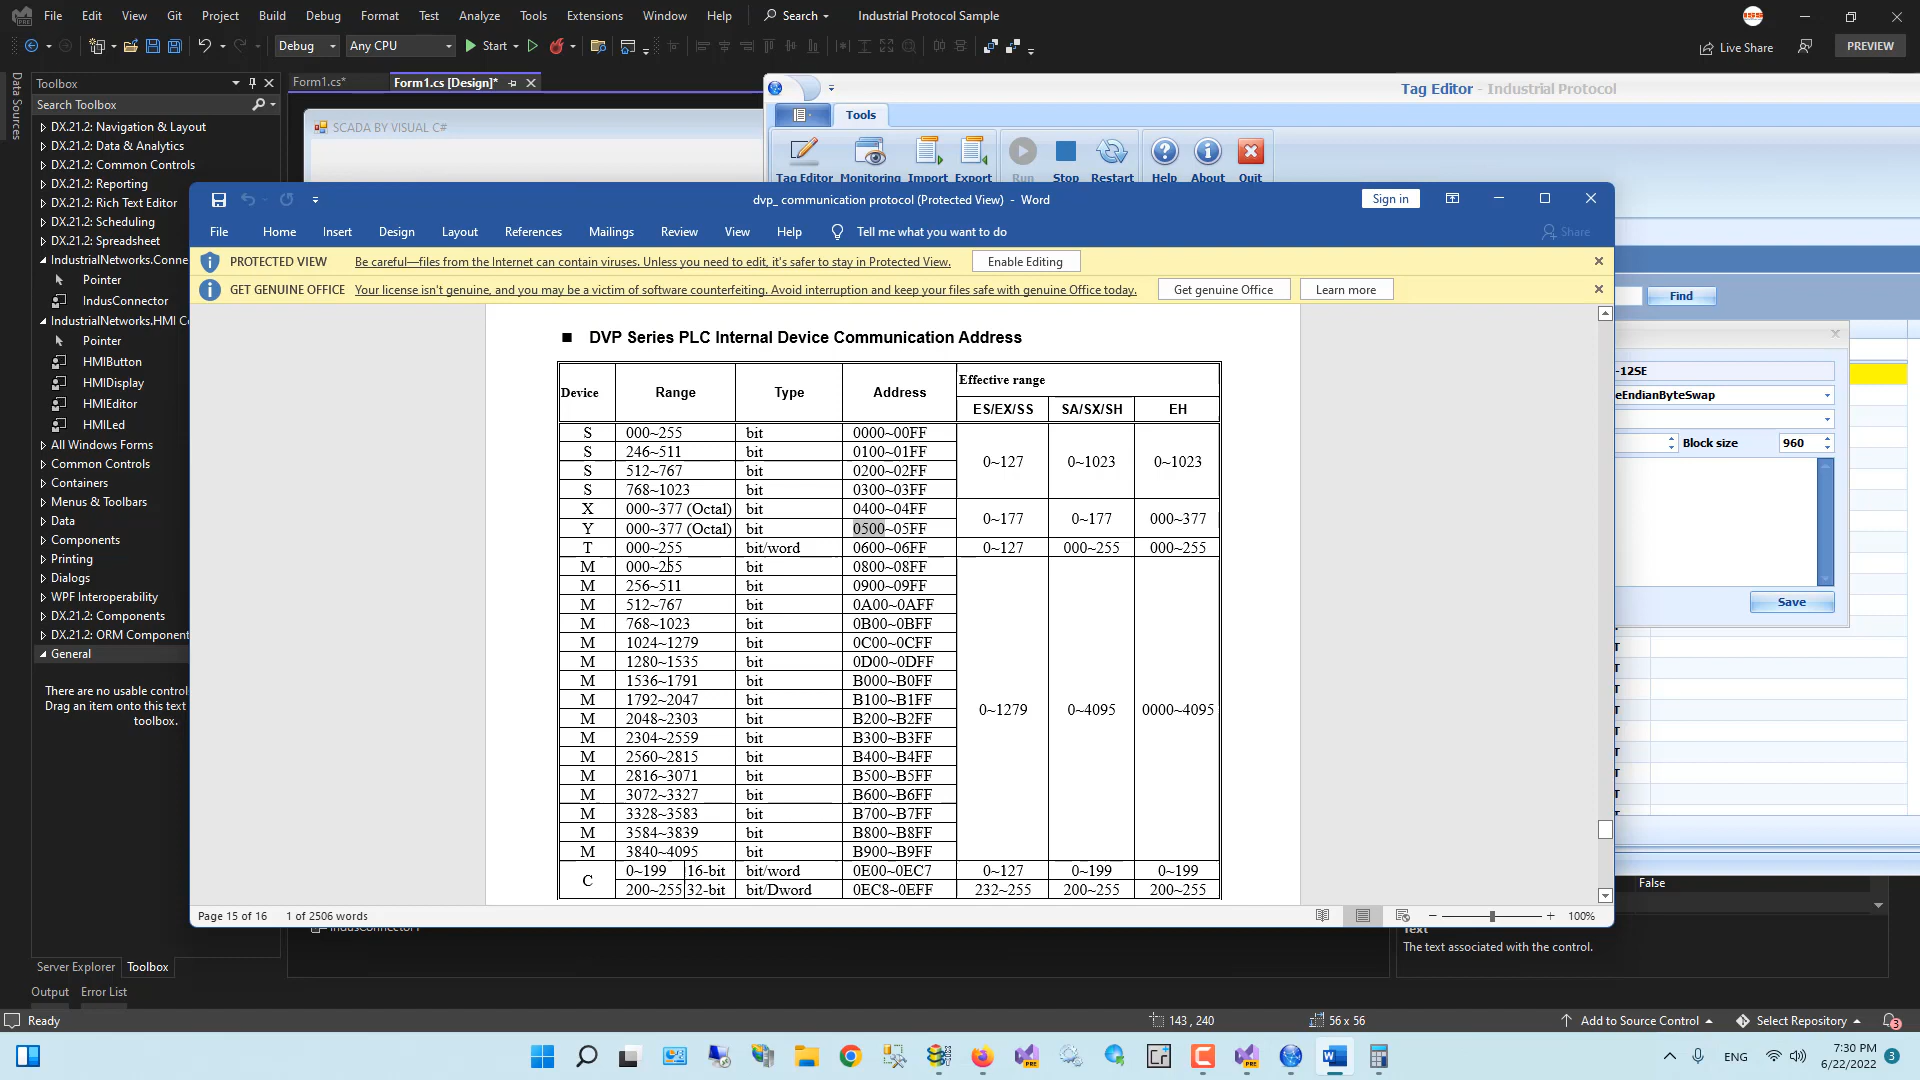 File Edit View Git Project Build Debug Format Test Analyze Tools Extensions Window Help Search Industrial Protocol Sample
Debug Any CPU Start Live Share PREVIEW
Data Sources
Toolbox
Search Toolbox
DX.21.2: Navigation & Layout
DX.21.2: Data & Analytics
DX.21.2: Common Controls
DX.21.2: Reporting
DX.21.2: Rich Text Editor
DX.21.2: Scheduling
DX.21.2: Spreadsheet
IndustrialNetworks.Conne
Pointer
IndusConnector
IndustrialNetworks.HMI C
Pointer
HMIButton
HMIDisplay
HMIEditor
HMILed
All Windows Forms
Common Controls
Containers
Menus & Toolbars
Data
Components
Printing
Dialogs
WPF Interoperability
DX.21.2: Components
DX.21.2: ORM Component
General
There are no usable control
Drag an item onto this text
toolbox.
Server Explorer Toolbox
Output Error List
Form1.cs* Form1.cs [Design]*
SCADA BY VISUAL C#
Tag Editor - Industrial Protocol
Tools
Tag Editor Monitoring Import Export Run Stop Restart Help About Quit
dvp_ communication protocol (Protected View) - Word
Sign in
File Home Insert Design Layout References Mailings Review View Help Tell me what you want to do Share
PROTECTED VIEW Be careful—files from the Internet can contain viruses. Unless you need to edit, it's safer to stay in Protected View. Enable Editing
GET GENUINE OFFICE Your license isn't genuine, and you may be a victim of software counterfeiting. Avoid interruption and keep your files safe with genuine Office today. Get genuine Office Learn more
■ DVP Series PLC Internal Device Communication Address
Device Range Type Address Effective range
ES/EX/SS SA/SX/SH EH
S 000~255 bit 0000~00FF
S 246~511 bit 0100~01FF
0~127 0~1023 0~1023
S 512~767 bit 0200~02FF
S 768~1023 bit 0300~03FF
X 000~377 (Octal) bit 0400~04FF
0~177 0~177 000~377
Y 000~377 (Octal) bit 0500~05FF
T 000~255 bit/word 0600~06FF 0~127 000~255 000~255
M 000~255 bit 0800~08FF
M 256~511 bit 0900~09FF
M 512~767 bit 0A00~0AFF
M 768~1023 bit 0B00~0BFF
M 1024~1279 bit 0C00~0CFF
M 1280~1535 bit 0D00~0DFF
M 1536~1791 bit B000~B0FF
M 1792~2047 bit B100~B1FF
0~1279 0~4095 0000~4095
M 2048~2303 bit B200~B2FF
M 2304~2559 bit B300~B3FF
M 2560~2815 bit B400~B4FF
M 2816~3071 bit B500~B5FF
M 3072~3327 bit B600~B6FF
M 3328~3583 bit B700~B7FF
M 3584~3839 bit B800~B8FF
M 3840~4095 bit B900~B9FF
C 0~199 16-bit bit/word 0E00~0EC7 0~127 0~199 0~199
200~255 32-bit bit/Dword 0EC8~0EFF 232~255 200~255 200~255
Page 15 of 16 1 of 2506 words 100%
Find
-12SE
eEndianByteSwap
Block size 960
Save
T
T
T
T
T
T
T
T
T
False
Text
The text associated with the control.
Ready 143 , 240 56 x 56 Add to Source Control Select Repository 3
ENG 7:30 PM
6/22/2022 3